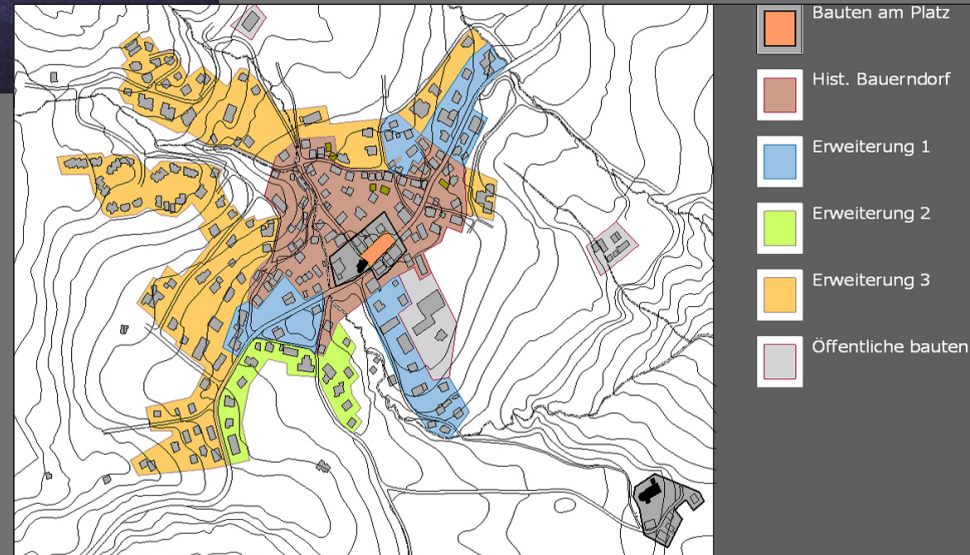 Bauten am Platz
Hist. Bauerndorf
Erweiterung 1
Erweiterung 2
Erweiterung 3
Öffentliche bauten